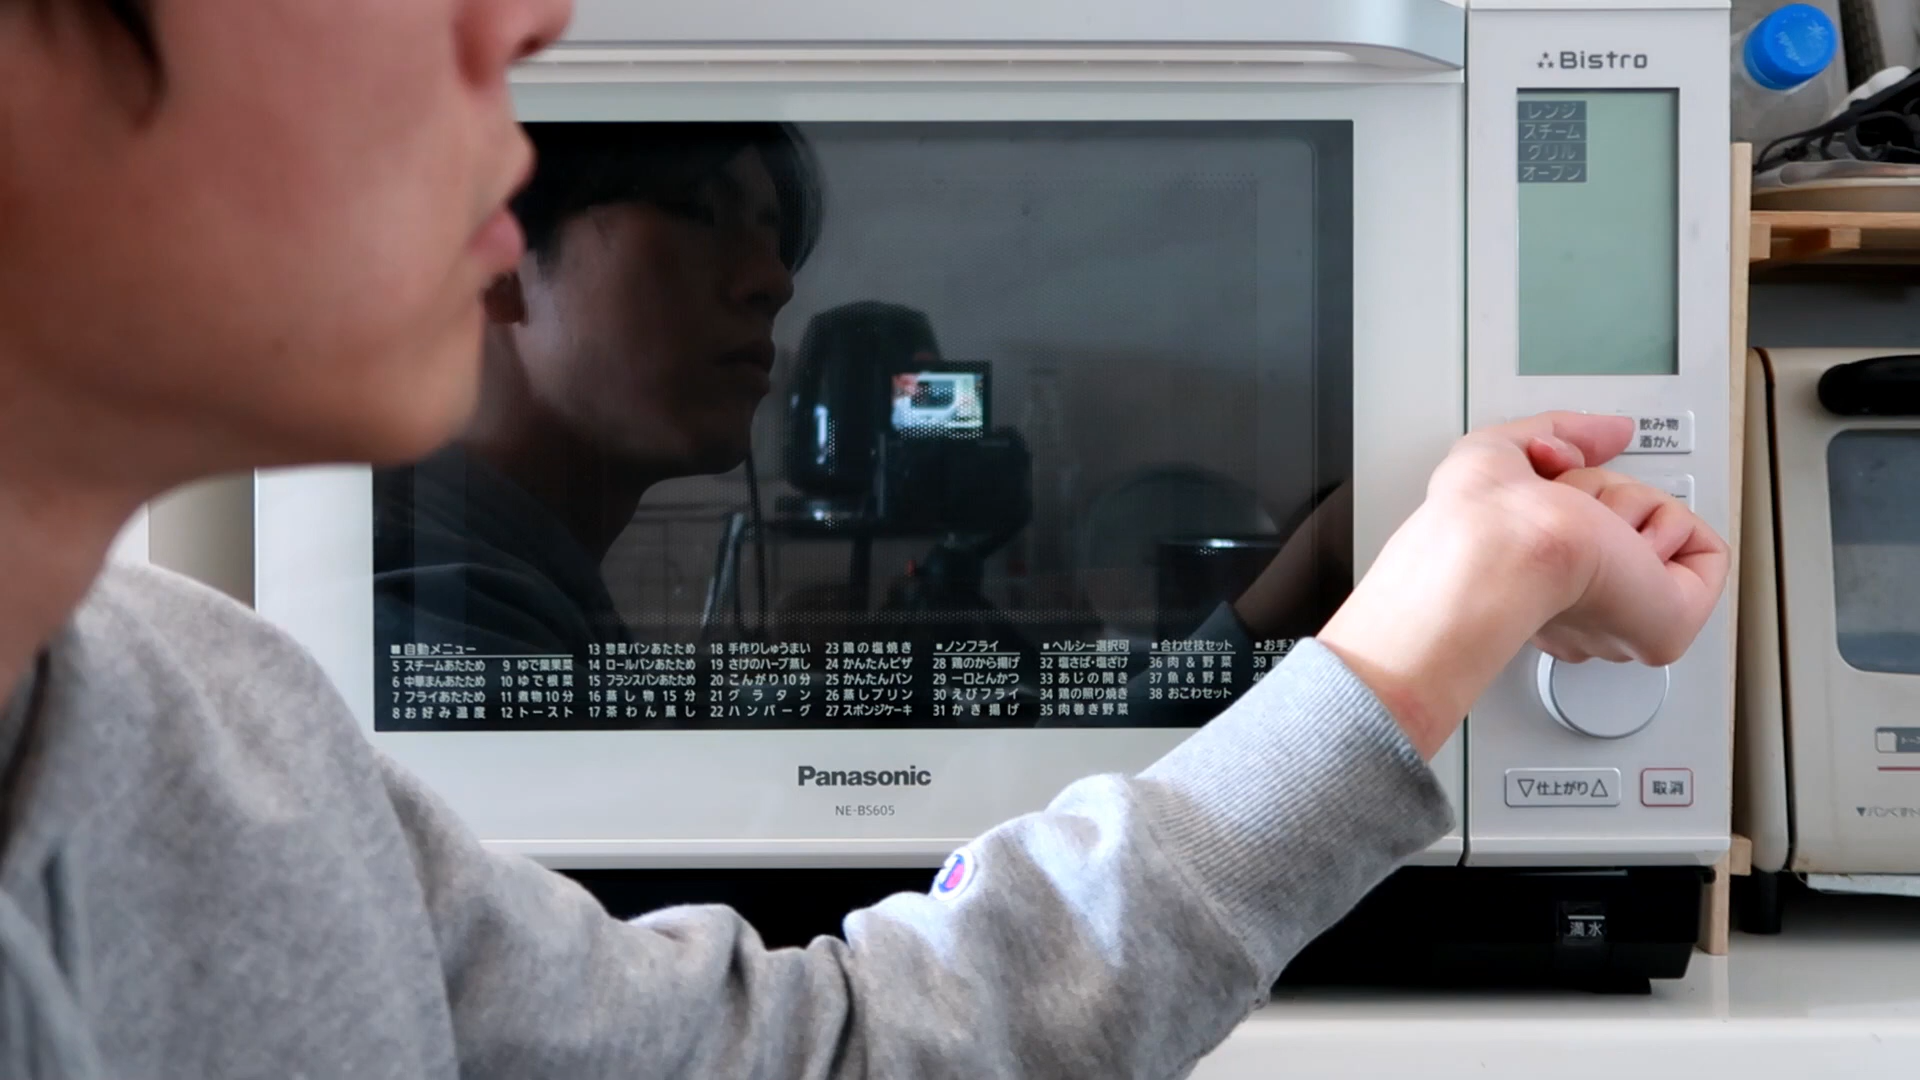 Bistro
レンジ
スチーム
グリル
オーブン
飲み物
酒かん
■自動メニュー
5 スチームあたため
6 中華まんあたため
7 フライあたため
8 お好み温度
9 ゆで葉果菜
10 ゆで根菜
11 煮物10分
12 トースト
13 惣菜パンあたため
14 ロールパンあたため
15 フランスパンあたため
16 蒸し物15分
17 茶わん蒸し
18 手作りしゅうまい
19 さけのハーブ蒸し
20 こんがり10分
21 グラタン
22 ハンバーグ
23 鶏の塩焼き
24 かんたんピザ
25 かんたんパン
26 蒸しプリン
27 スポンジケーキ
■ノンフライ
28 鶏のから揚げ
29 一口とんかつ
30 えびフライ
31 かき揚げ
■ヘルシー選択可
32 塩さば・塩ざけ
33 あじの開き
34 鶏の照り焼き
35 肉巻き野菜
■合わせ技セット
36 肉&野菜
37 魚&野菜
38 おこわセット
■お手入
39
40
Panasonic
NE-BS605
▽仕上がり△
取消
満水